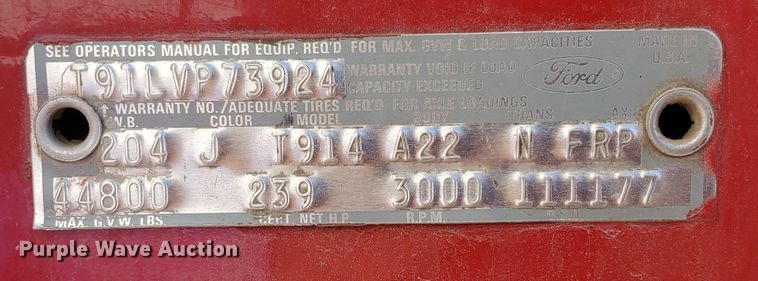 SEE OPERATORS MANUAL FOR EQUIP. REQ'D FOR MAX. GVW & LOAD CAPACITIES MADE IN U.S.A.
T91LVP73924 WARRANTY VOID IF LOAD CAPACITY EXCEEDED Ford
↑ WARRANTY NO./ADEQUATE TIRES REQ'D FOR AXLE LOADINGS
W.B. COLOR MODEL BODY TRANS AXLE
204 J T914 A22 N FRP
44800 239 3000 111177
MAX. G.V.W. LBS. CERT. NET H.P. R.P.M. D.S.O.
Purple Wave Auction